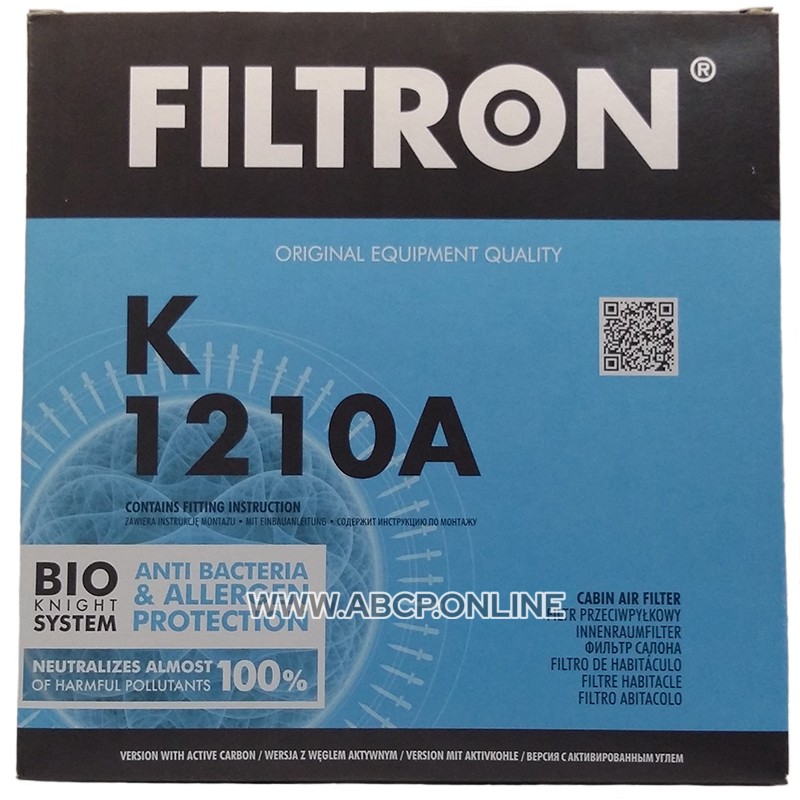 FILTRON®
ORIGINAL EQUIPMENT QUALITY
K
1210A
CONTAINS FITTING INSTRUCTION
ZAWIERA INSTRUKCJĘ MONTAŻU • MIT EINBAUANLEITUNG • СОДЕРЖИТ ИНСТРУКЦИЮ ПО МОНТАЖУ
BIO
KNIGHT
SYSTEM
ANTI BACTERIA
& ALLERGEN
PROTECTION
NEUTRALIZES ALMOST
OF HARMFUL POLLUTANTS 100%
WWW.ABCP.ONLINE
CABIN AIR FILTER
FILTR PRZECIWPYŁKOWY
INNENRAUMFILTER
ФИЛЬТР САЛОНА
FILTRO DE HABITÁCULO
FILTRE HABITACLE
FILTRO ABITACOLO
VERSION WITH ACTIVE CARBON / WERSJA Z WĘGLEM AKTYWNYM / VERSION MIT AKTIVKOHLE / ВЕРСИЯ С АКТИВИРОВАННЫМ УГЛЕМ